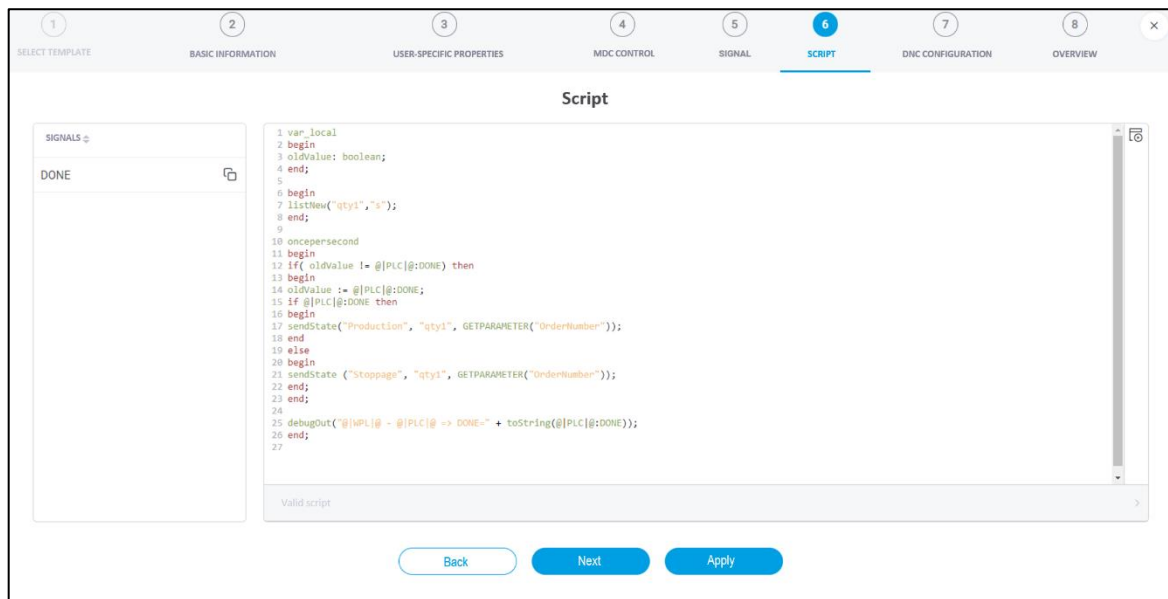 1 2 3 4 5 6 7 8
SELECT TEMPLATE BASIC INFORMATION USER-SPECIFIC PROPERTIES MDC CONTROL SIGNAL SCRIPT DNC CONFIGURATION OVERVIEW
Script
SIGNALS
DONE
1 var_local
2 begin
3 oldValue: boolean;
4 end;
5
6 begin
7 listNew("qty1","s");
8 end;
9
10 oncepersecond
11 begin
12 if( oldValue != @|PLC|@:DONE) then
13 begin
14 oldValue := @|PLC|@:DONE;
15 if @|PLC|@:DONE then
16 begin
17 sendState("Production", "qty1", GETPARAMETER("OrderNumber"));
18 end
19 else
20 begin
21 sendState ("Stoppage", "qty1", GETPARAMETER("OrderNumber"));
22 end;
23 end;
24
25 debugOut("@|WPL|@ - @|PLC|@ => DONE=" + toString(@|PLC|@:DONE));
26 end;
27
Valid script
Back Next Apply